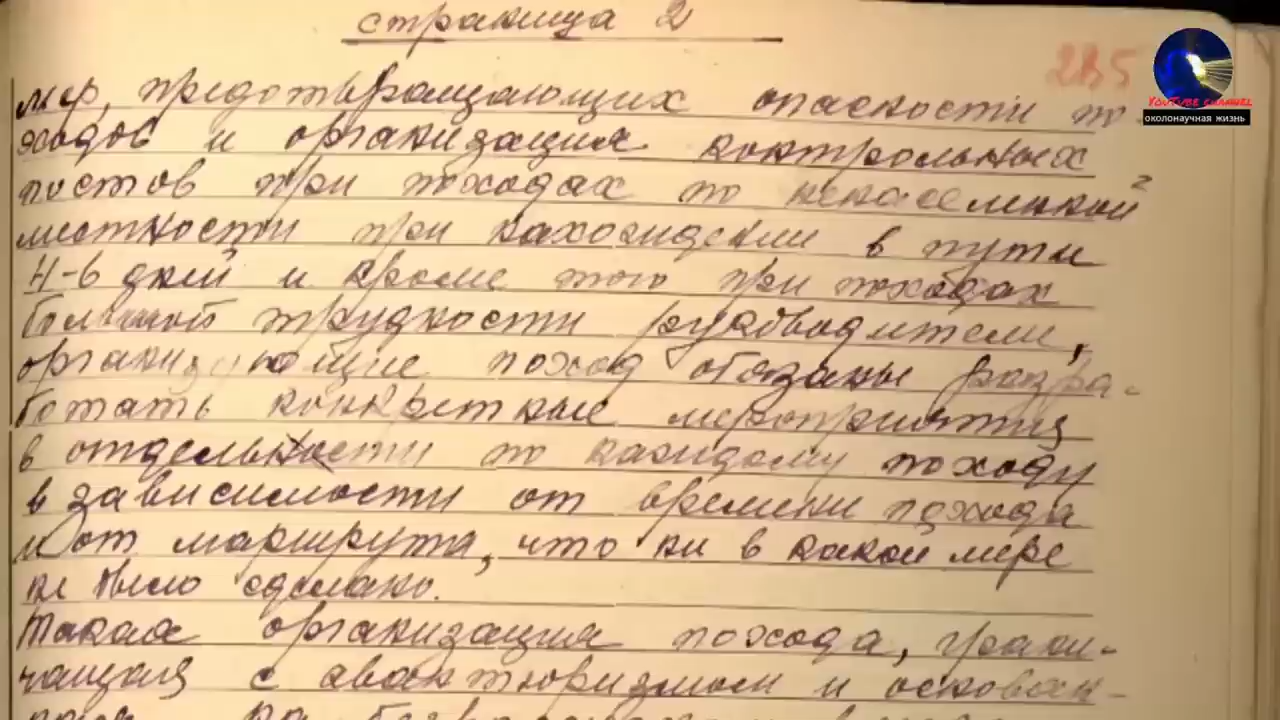 страница 2
285
YouTube channel
околонаучная жизнь
мер, предотвращающих опасности по
ходов и организация контрольных
постов при походах по ненаселенной
местности при нахождении в пути
4-6 дней и кроме того при походах
большой трудности руководители,
организующие поход обязаны разра-
ботать конкретные мероприятия
в отдельности по каждому походу
в зависимости от времени похода
и от маршрута, что ни в какой мере
не было сделано.
Такая организация похода, грани-
чащая с авантюризмом и основан-